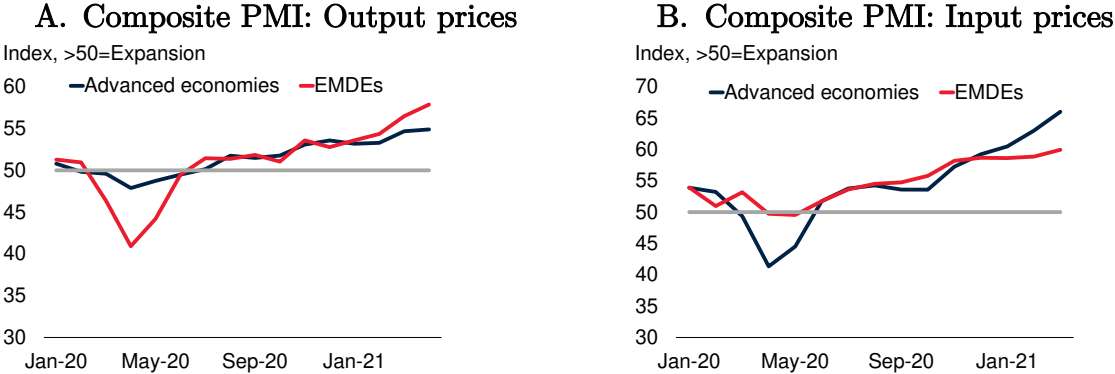 A. Composite PMI: Output prices
Index, >50=Expansion
Advanced economies EMDEs
60
55
50
45
40
35
30
Jan-20 May-20 Sep-20 Jan-21
B. Composite PMI: Input prices
Index, >50=Expansion
Advanced economies EMDEs
70
65
60
55
50
45
40
35
30
Jan-20 May-20 Sep-20 Jan-21